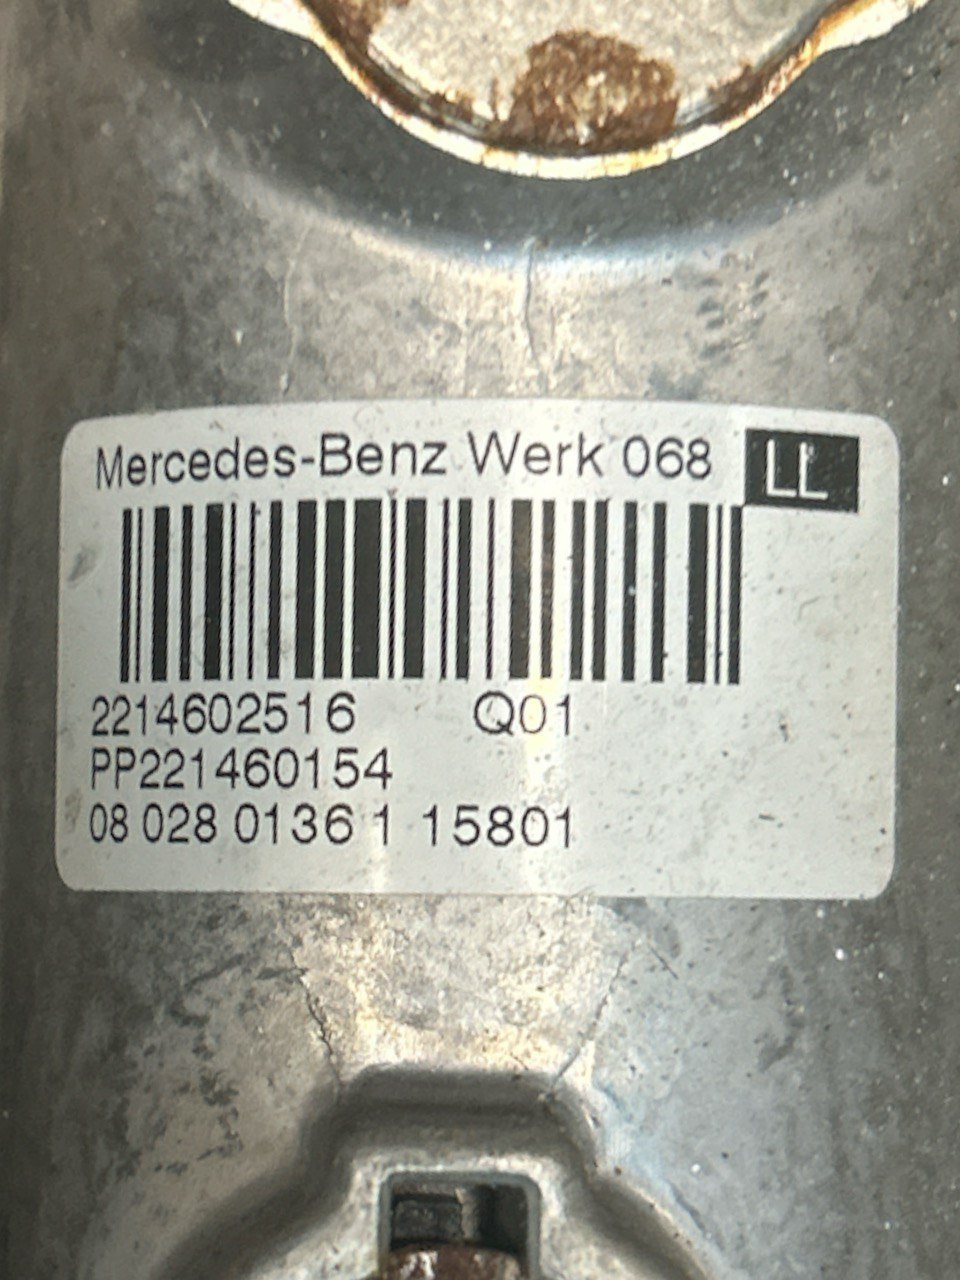 Mercedes-Benz Werk 068 LL
2214602516 Q01
PP221460154
08 028 0136 1 15801